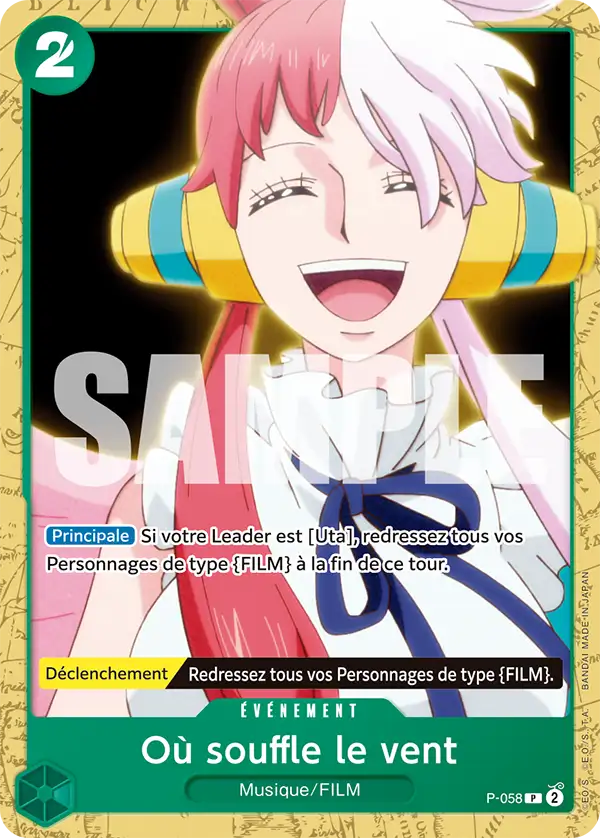 2
SAMPLE
Principale Si votre Leader est [Uta], redressez tous vos
Personnages de type {FILM} à la fin de ce tour.
Déclenchement Redressez tous vos Personnages de type {FILM}.
ÉVÉNEMENT
Où souffle le vent
Musique/FILM
P-058 P 2
©E.O./S.,T.A. BANDAI MADE IN JAPAN